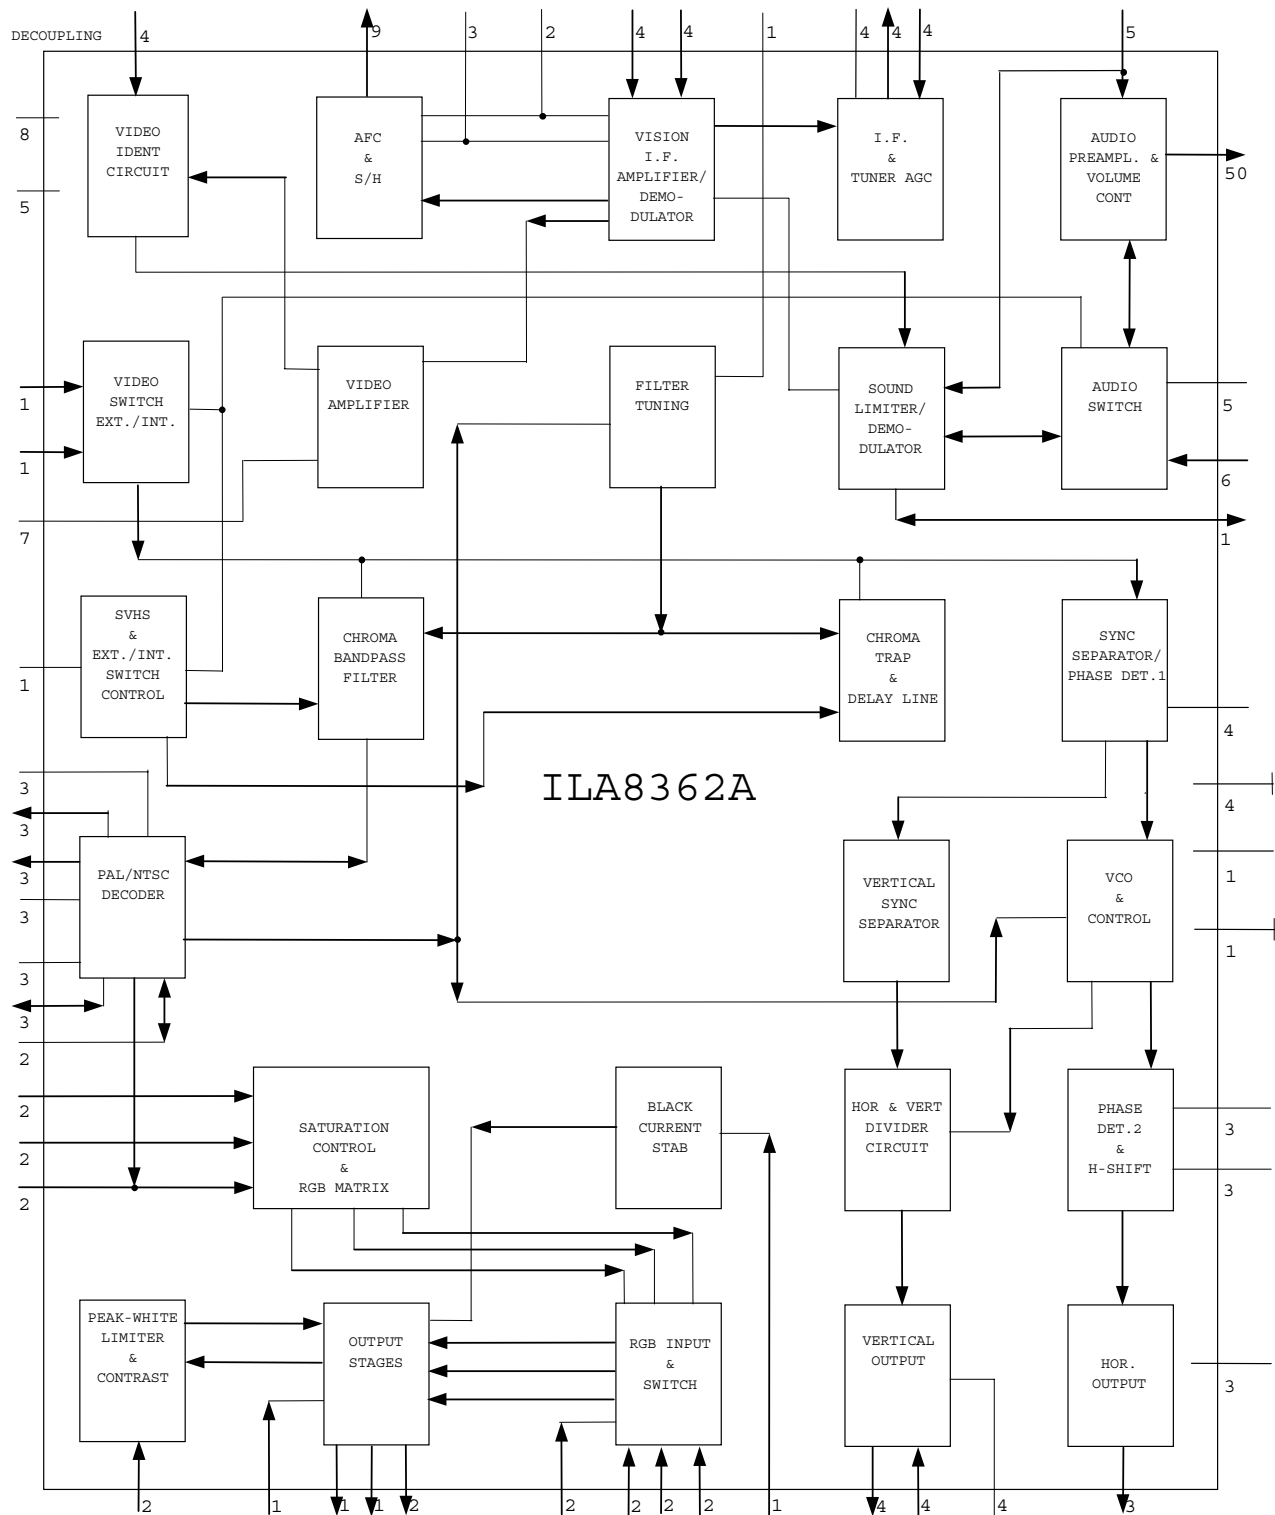 DECOUPLING
4
9
3
2
4
4
1
4
4
4
5
8
VIDEO
IDENT
CIRCUIT
AFC
&
S/H
VISION
I.F.
AMPLIFIER/
DEMO-
DULATOR
I.F.
&
TUNER AGC
AUDIO
PREAMPL. &
VOLUME
CONT
50
5
1
1
VIDEO
SWITCH
EXT./INT.
VIDEO
AMPLIFIER
FILTER
TUNING
SOUND
LIMITER/
DEMO-
DULATOR
AUDIO
SWITCH
5
6
7
1
SVHS
&
EXT./INT.
SWITCH
CONTROL
CHROMA
BANDPASS
FILTER
CHROMA
TRAP
&
DELAY LINE
SYNC
SEPARATOR/
PHASE DET.1
1
4
ILA8362A
3
4
3
3
PAL/NTSC
DECODER
VERTICAL
SYNC
SEPARATOR
VCO
&
CONTROL
1
3
1
3
3
2
2
2
2
SATURATION
CONTROL
&
RGB MATRIX
BLACK
CURRENT
STAB
HOR & VERT
DIVIDER
CIRCUIT
PHASE
DET.2
&
H-SHIFT
3
3
PEAK-WHITE
LIMITER
&
CONTRAST
OUTPUT
STAGES
RGB INPUT
&
SWITCH
VERTICAL
OUTPUT
HOR.
OUTPUT
3
2
1
1
1
2
2
2
2
2
1
4
4
4
3